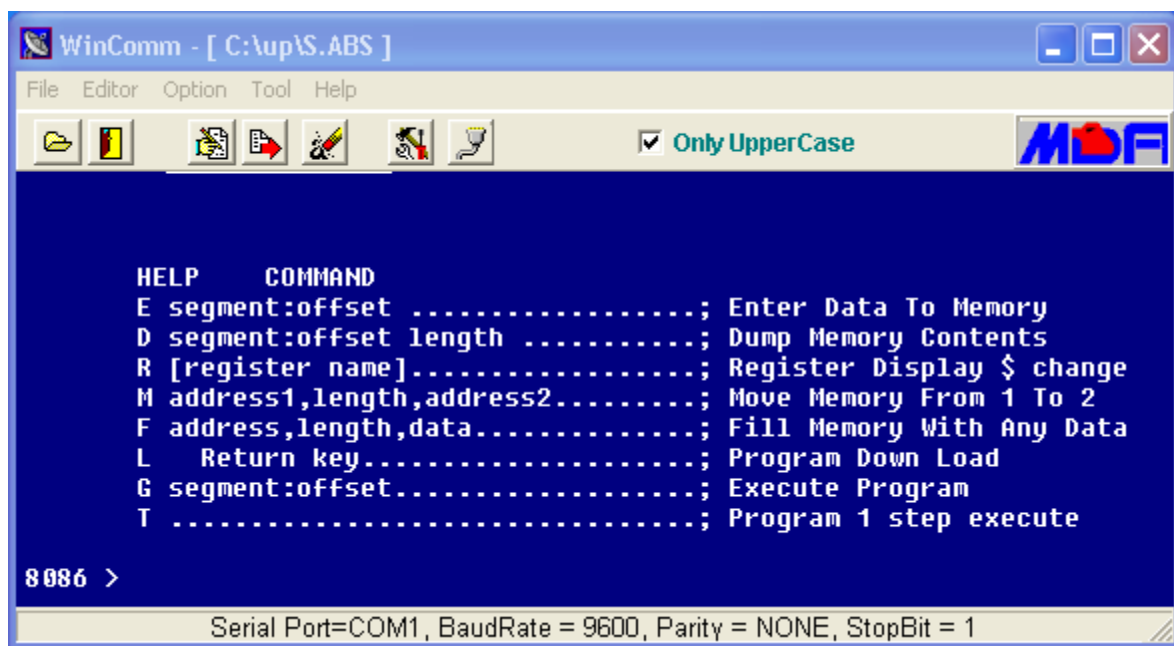 WinComm - [ C:\up\S.ABS ]
File Editor Option Tool Help
Only UpperCase
MDA
HELP COMMAND
E segment:offset ..................; Enter Data To Memory
D segment:offset length ...........; Dump Memory Contents
R [register name]..................; Register Display $ change
M address1,length,address2.........; Move Memory From 1 To 2
F address,length,data..............; Fill Memory With Any Data
L Return key.....................; Program Down Load
G segment:offset...................; Execute Program
T .................................; Program 1 step execute
8086 >
Serial Port=COM1, BaudRate = 9600, Parity = NONE, StopBit = 1